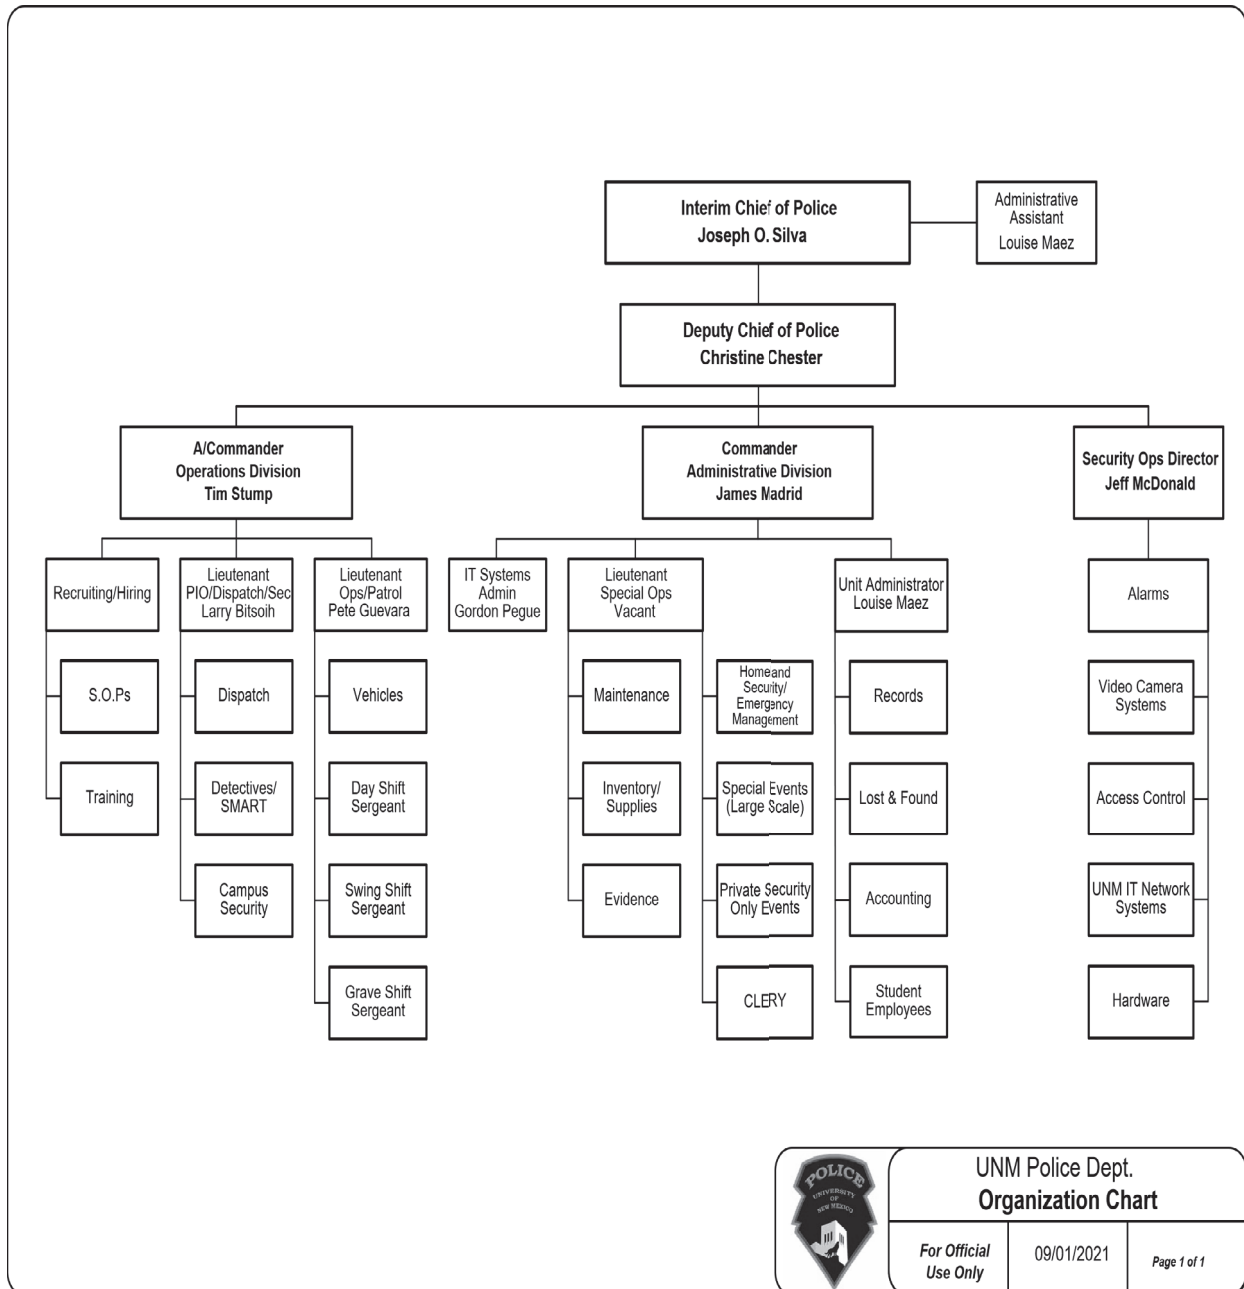 Interim Chief of Police
Joseph O. Silva
Administrative
Assistant
Louise Maez
Deputy Chief of Police
Christine Chester
A/Commander
Operations Division
Tim Stump
Commander
Administrative Division
James Madrid
Security Ops Director
Jeff McDonald
Recruiting/Hiring
Lieutenant
PIO/Dispatch/Sec
Larry Bitsoih
Lieutenant
Ops/Patrol
Pete Guevara
IT Systems
Admin
Gordon Pegue
Lieutenant
Special Ops
Vacant
Unit Administrator
Louise Maez
Alarms
S.O.Ps
Dispatch
Vehicles
Maintenance
Homeand
Security/
Emergency
Management
Records
Video Camera
Systems
Training
Detectives/
SMART
Day Shift
Sergeant
Inventory/
Supplies
Special Events
(Large Scale)
Lost & Found
Access Control
Campus
Security
Swing Shift
Sergeant
Evidence
Private Security
Only Events
Accounting
UNM IT Network
Systems
Grave Shift
Sergeant
CLERY
Student
Employees
Hardware
POLICE
UNIVERSITY
OF
NEW MEXICO
UNM Police Dept.
Organization Chart
For Official
Use Only
09/01/2021
Page 1 of 1